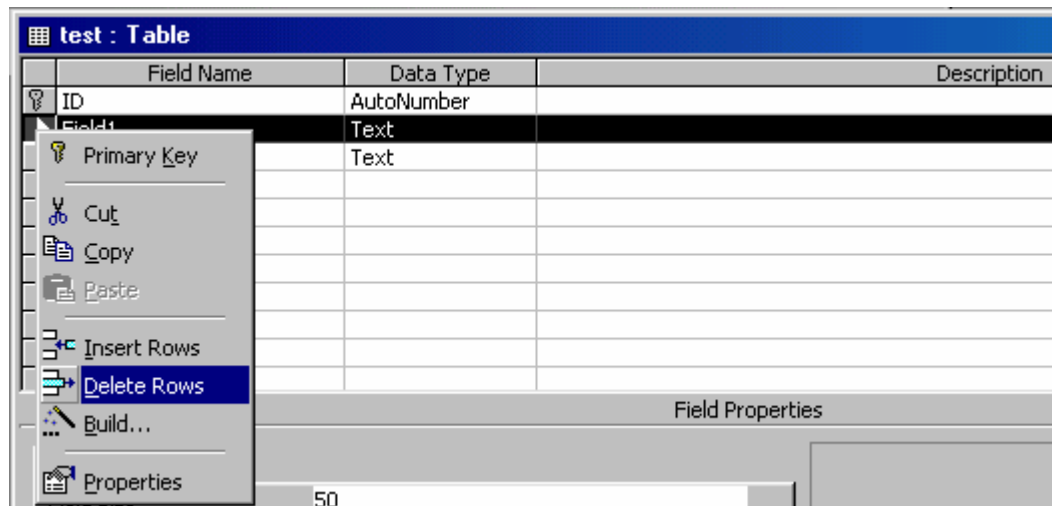 test : Table
Field Name Data Type Description
ID AutoNumber
Field1 Text
Text
Primary Key
Cut
Copy
Paste
Insert Rows
Delete Rows
Build...
Properties
Field Properties
50